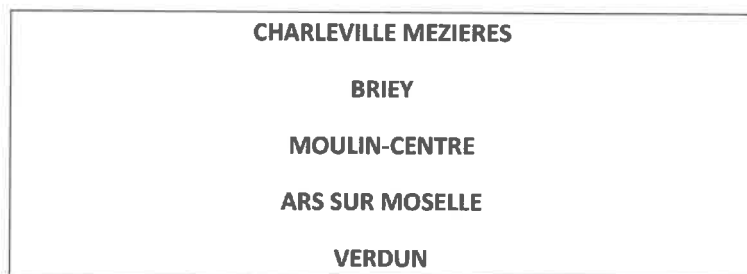 CHARLEVILLE MEZIERES
BRIEY
MOULIN-CENTRE
ARS SUR MOSELLE
VERDUN